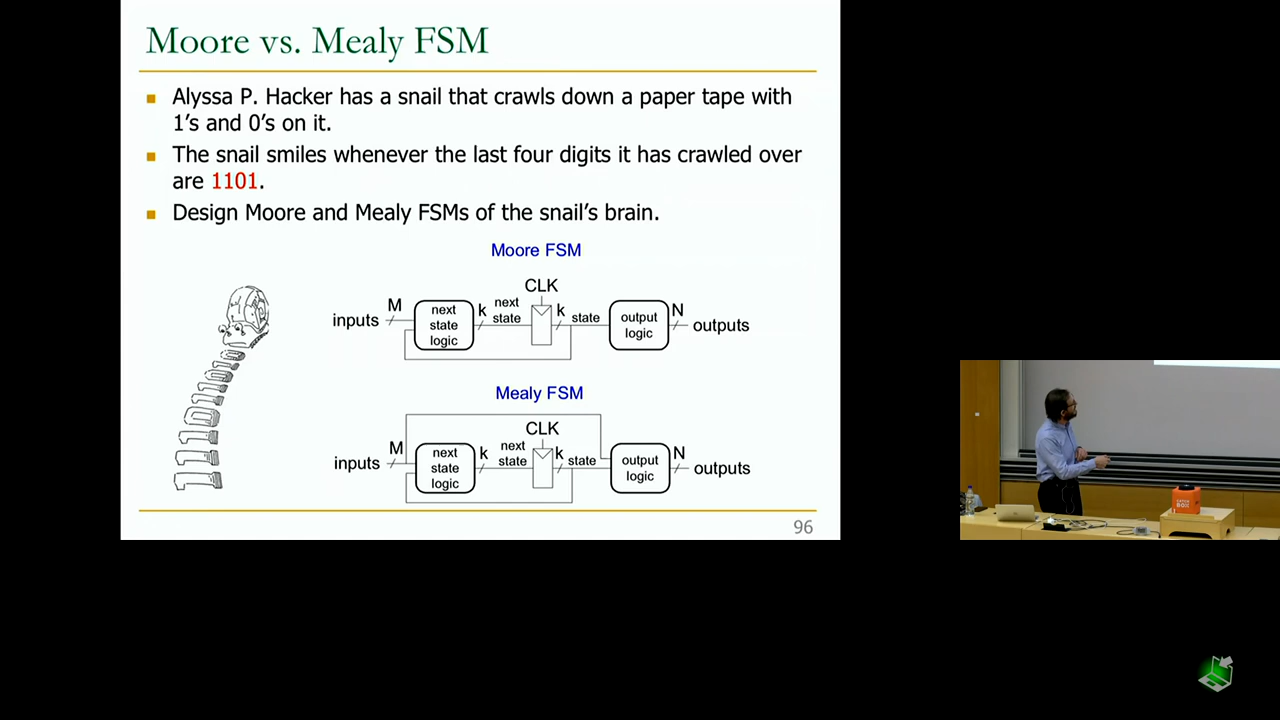 Moore vs. Mealy FSM
Alyssa P. Hacker has a snail that crawls down a paper tape with
1's and 0's on it.
The snail smiles whenever the last four digits it has crawled over
are 1101.
Design Moore and Mealy FSMs of the snail's brain.
Moore FSM
CLK
inputs
M
next
state
logic
k
next
state
k
state
output
logic
N
outputs
Mealy FSM
CLK
inputs
M
next
state
logic
k
next
state
k
state
output
logic
N
outputs
96